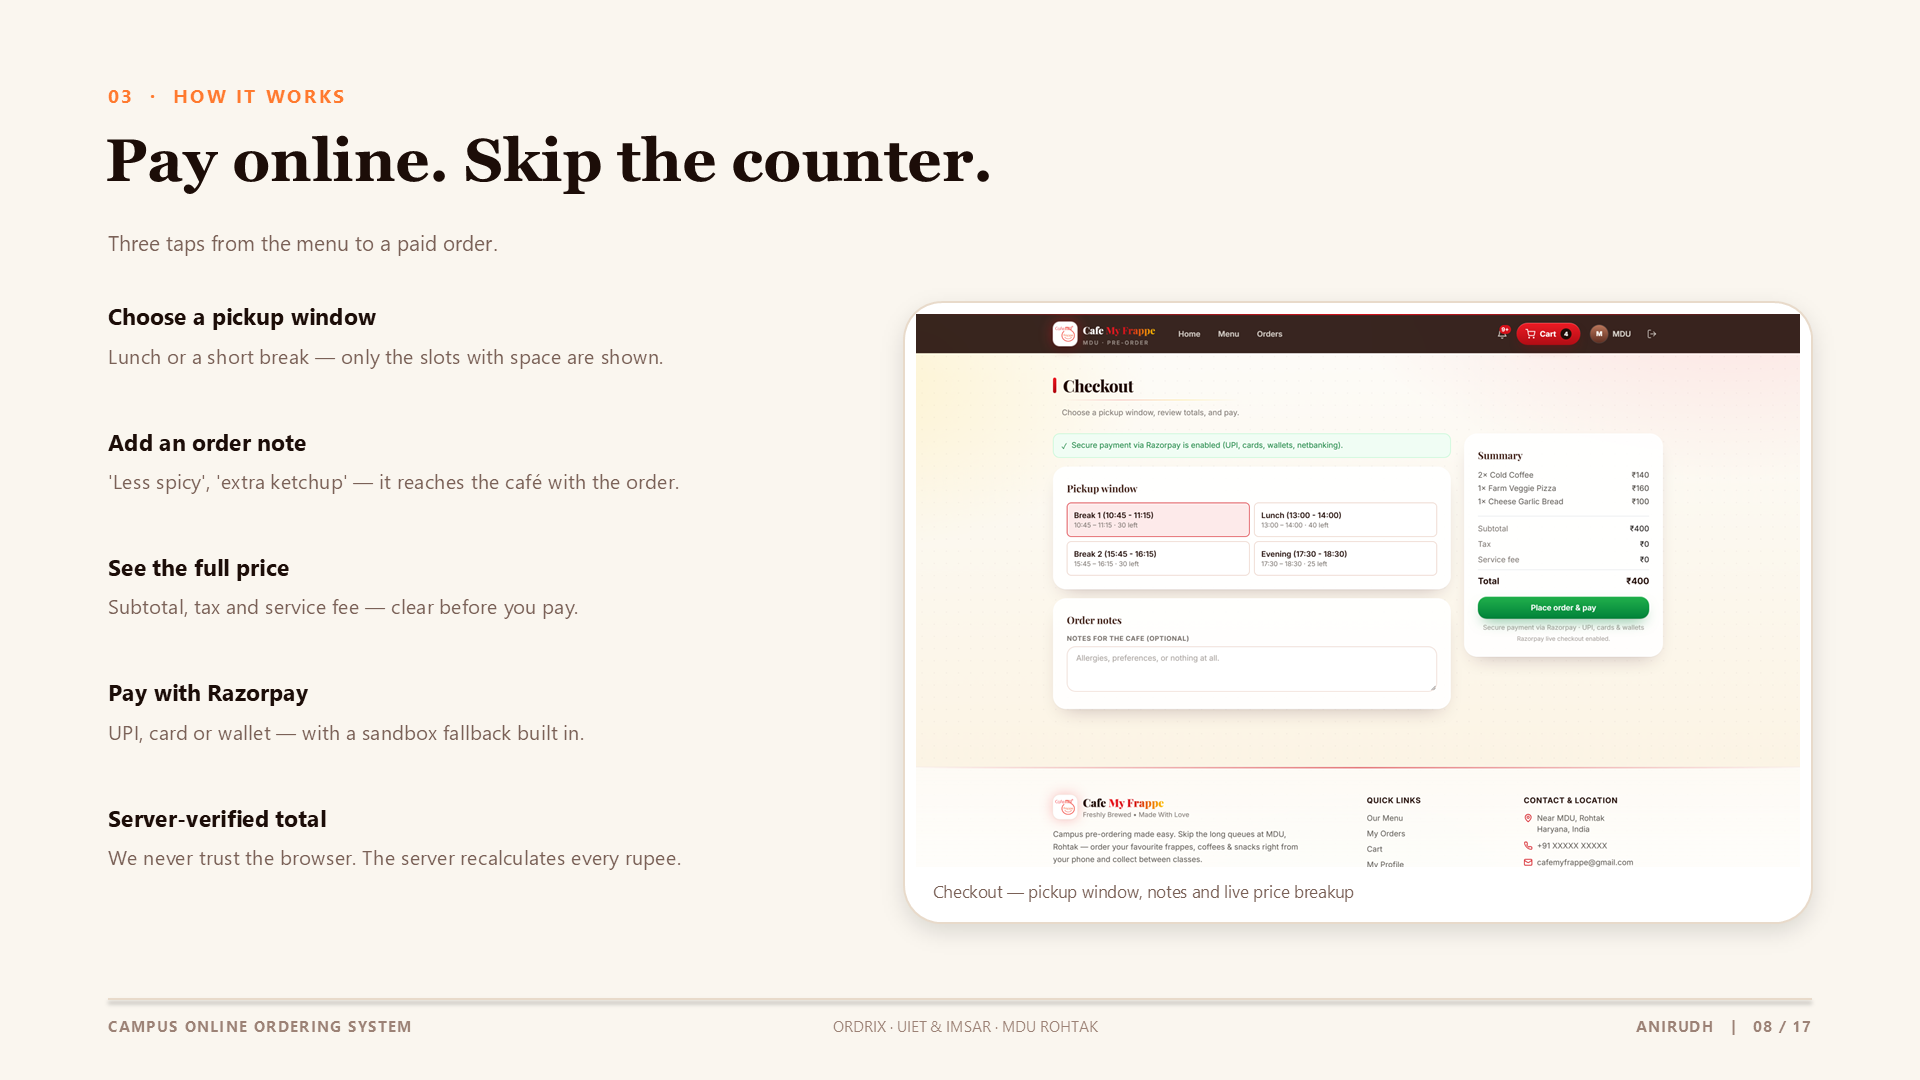 03 · HOW IT WORKS
Pay online. Skip the counter.
Three taps from the menu to a paid order.
Choose a pickup window
Lunch or a short break — only the slots with space are shown.
Add an order note
'Less spicy', 'extra ketchup' — it reaches the café with the order.
See the full price
Subtotal, tax and service fee — clear before you pay.
Pay with Razorpay
UPI, card or wallet — with a sandbox fallback built in.
Server-verified total
We never trust the browser. The server recalculates every rupee.
Cafe My Frappe
MDU · PRE-ORDER
Home Menu Orders
9+
Cart 4
M MDU
Checkout
Choose a pickup window, review totals, and pay.
✓ Secure payment via Razorpay is enabled (UPI, cards, wallets, netbanking).
Pickup window
Break 1 (10:45 - 11:15)
10:45 – 11:15 · 30 left
Lunch (13:00 - 14:00)
13:00 – 14:00 · 40 left
Break 2 (15:45 - 16:15)
15:45 – 16:15 · 30 left
Evening (17:30 - 18:30)
17:30 – 18:30 · 25 left
Order notes
NOTES FOR THE CAFE (OPTIONAL)
Allergies, preferences, or nothing at all.
Summary
2× Cold Coffee ₹140
1× Farm Veggie Pizza ₹160
1× Cheese Garlic Bread ₹100
Subtotal ₹400
Tax ₹0
Service fee ₹0
Total ₹400
Place order & pay
Secure payment via Razorpay · UPI, cards & wallets
Razorpay live checkout enabled.
Cafe My Frappe
Freshly Brewed • Made With Love
Campus pre-ordering made easy. Skip the long queues at MDU,
Rohtak — order your favourite frappes, coffees & snacks right from
your phone and collect between classes.
QUICK LINKS
Our Menu
My Orders
Cart
My Profile
CONTACT & LOCATION
Near MDU, Rohtak
Haryana, India
+91 XXXXX XXXXX
cafemyfrappe@gmail.com
Checkout — pickup window, notes and live price breakup
CAMPUS ONLINE ORDERING SYSTEM
ORDRIX · UIET & IMSAR · MDU ROHTAK
ANIRUDH | 08 / 17